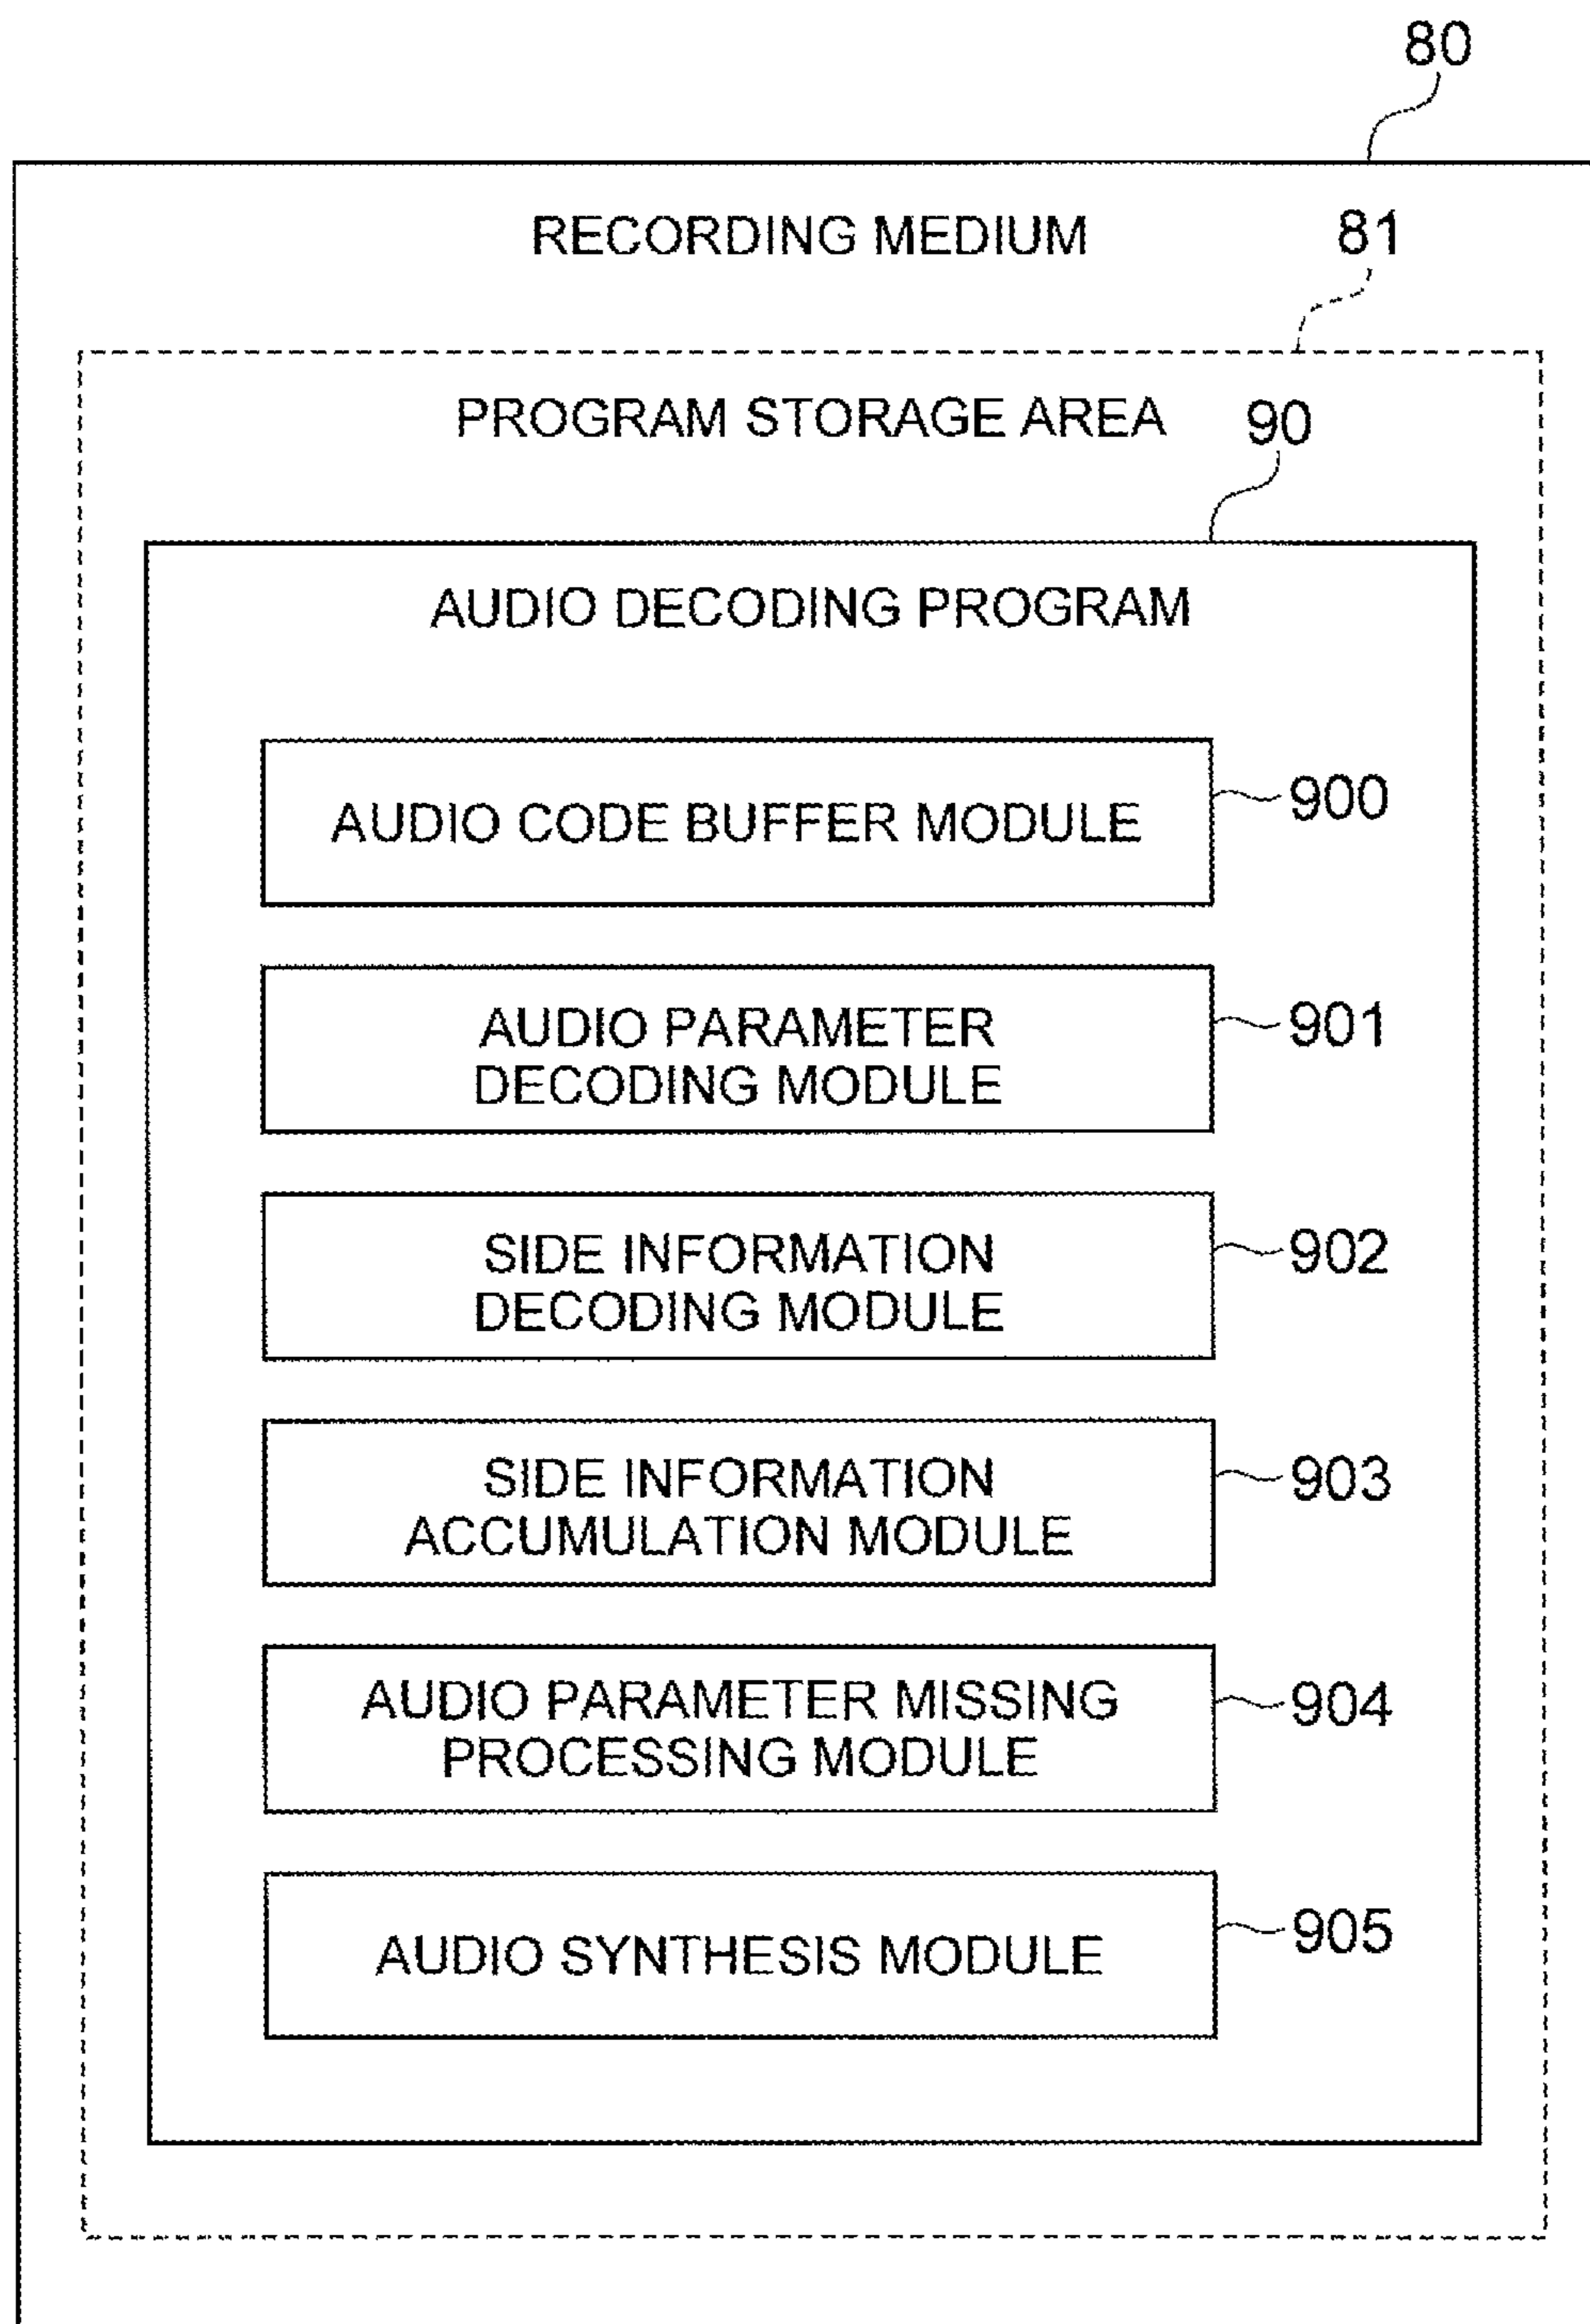 80
RECORDING MEDIUM
81
PROGRAM STORAGE AREA
90
AUDIO DECODING PROGRAM
AUDIO CODE BUFFER MODULE
900
AUDIO PARAMETER
DECODING MODULE
901
SIDE INFORMATION
DECODING MODULE
902
SIDE INFORMATION
ACCUMULATION MODULE
903
AUDIO PARAMETER MISSING
PROCESSING MODULE
904
AUDIO SYNTHESIS MODULE
905